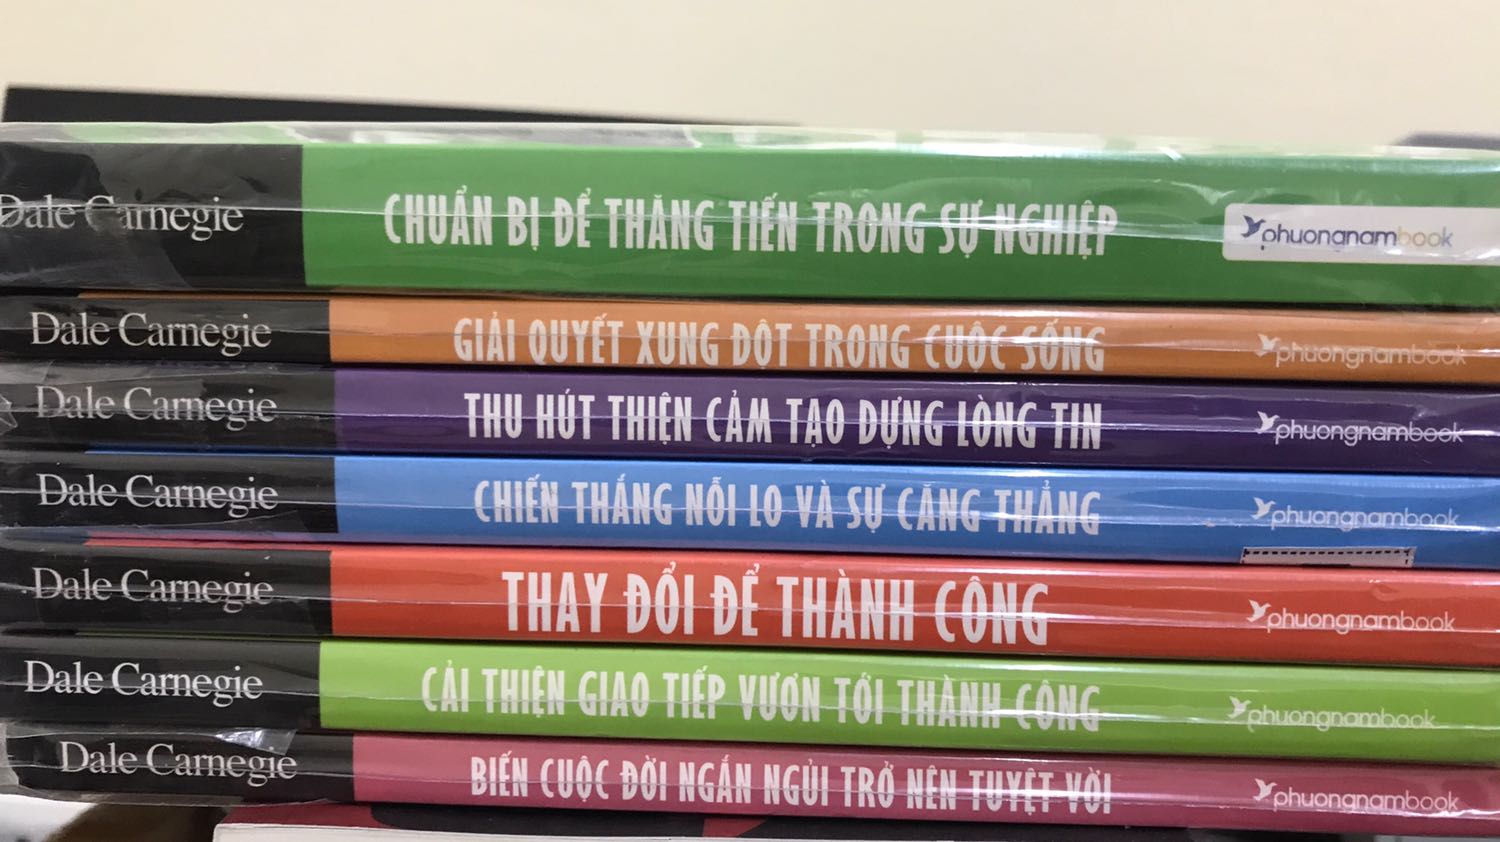 Dale Carnegie CHUẨN BỊ ĐỂ THĂNG TIẾN TRONG SỰ NGHIỆP phuongnambook
Dale Carnegie GIẢI QUYẾT XUNG ĐỘT TRONG CUỘC SỐNG phuongnambook
Dale Carnegie THU HÚT THIỆN CẢM TẠO DỰNG LÒNG TIN phuongnambook
Dale Carnegie CHIẾN THẮNG NỖI LO VÀ SỰ CĂNG THẲNG phuongnambook
Dale Carnegie THAY ĐỔI ĐỂ THÀNH CÔNG phuongnambook
Dale Carnegie CẢI THIỆN GIAO TIẾP VƯƠN TỚI THÀNH CÔNG phuongnambook
Dale Carnegie BIẾN CUỘC ĐỜI NGẮN NGỦI TRỞ NÊN TUYỆT VỜI phuongnambook